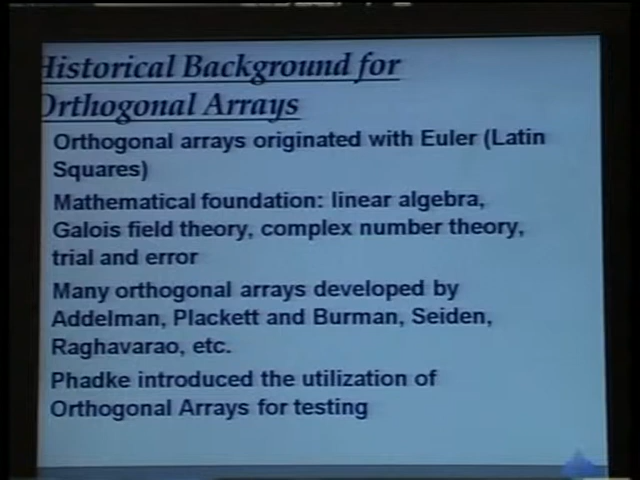 Historical Background for
Orthogonal Arrays
Orthogonal arrays originated with Euler (Latin
Squares)
Mathematical foundation: linear algebra,
Galois field theory, complex number theory,
trial and error
Many orthogonal arrays developed by
Addelman, Plackett and Burman, Seiden,
Raghavarao, etc.
Phadke introduced the utilization of
Orthogonal Arrays for testing